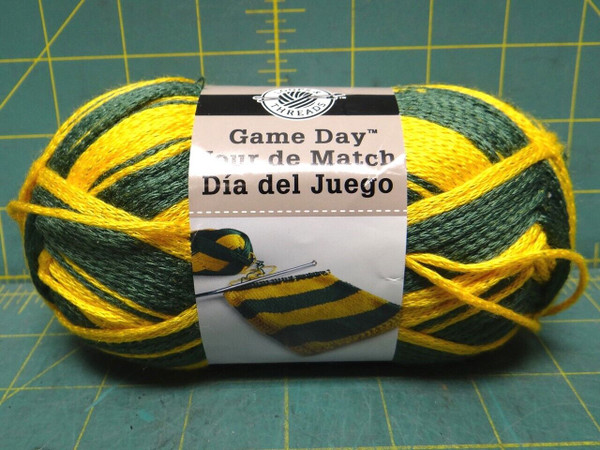 THREADS
Game Day™
Jour de Match
Día del Juego